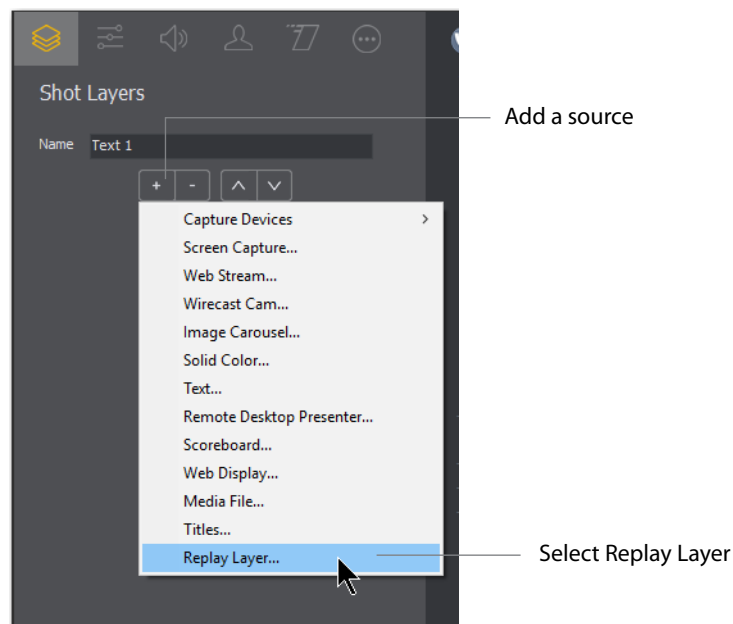 Shot Layers
Add a source
Name Text 1
+ -
Capture Devices
Screen Capture...
Web Stream...
Wirecast Cam...
Image Carousel...
Solid Color...
Text...
Remote Desktop Presenter...
Scoreboard...
Web Display...
Media File...
Titles...
Replay Layer...
Select Replay Layer